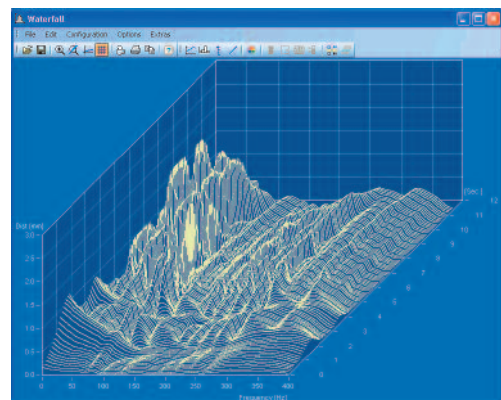 Waterfall
File Edit Configuration Options Extras
Dist [mm]
3.0
2.5
2.0
1.5
1.0
0.5
0.0
0 50 100 150 200 250 300 350 400
Frequency [Hz]
0 1 2 3 4 5 6 7 8 9 10 11 12
[Sec.]